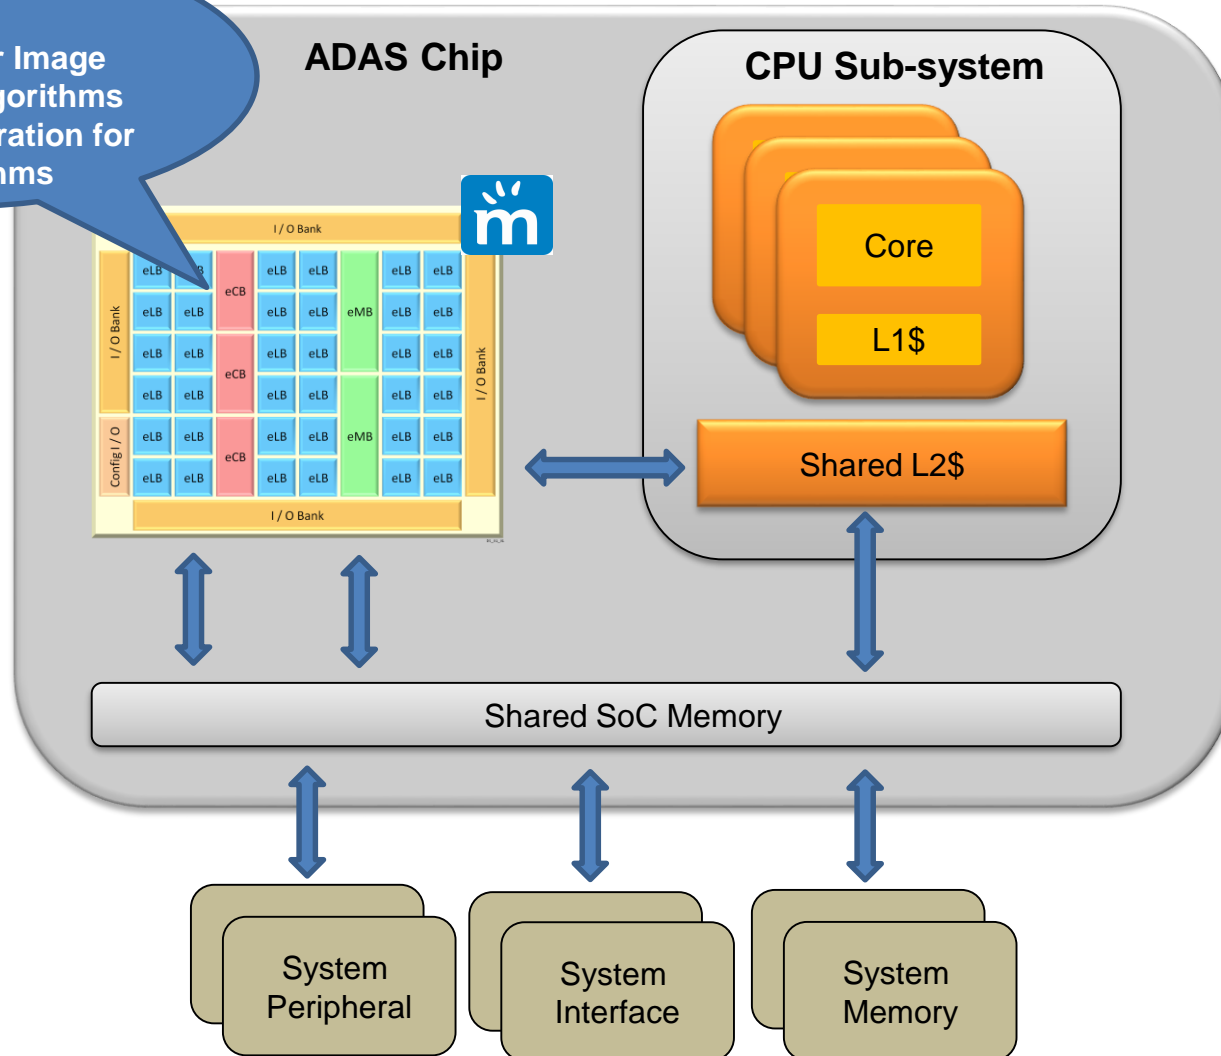 r Image
gorithms
ration for
hms
ADAS Chip
CPU Sub-system
m
I / O Bank
I / O Bank
eLB
eCB
eLB eLB
eMB
eLB eLB
eLB eLB
eLB eLB
eLB eLB
I / O Bank
eLB eLB
eCB
eLB eLB
eLB eLB
eLB eLB
eLB eLB
eMB
eLB eLB
Config I / O
eLB eLB
eCB
eLB eLB
eLB eLB
eLB eLB
eLB eLB
eLB eLB
I / O Bank
Core
L1$
Shared L2$
Shared SoC Memory
System
Peripheral
System
Interface
System
Memory